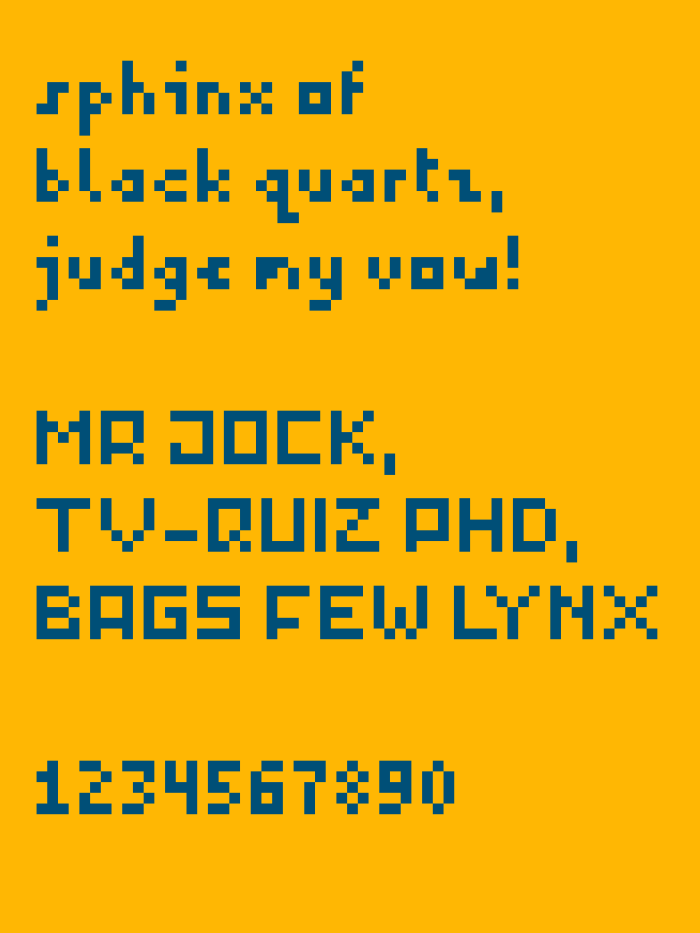 sphinx of
black quartz,
judge my vow!
MR JOCK,
TV-QUIZ PHD,
BAGS FEW LYNX
1234567890